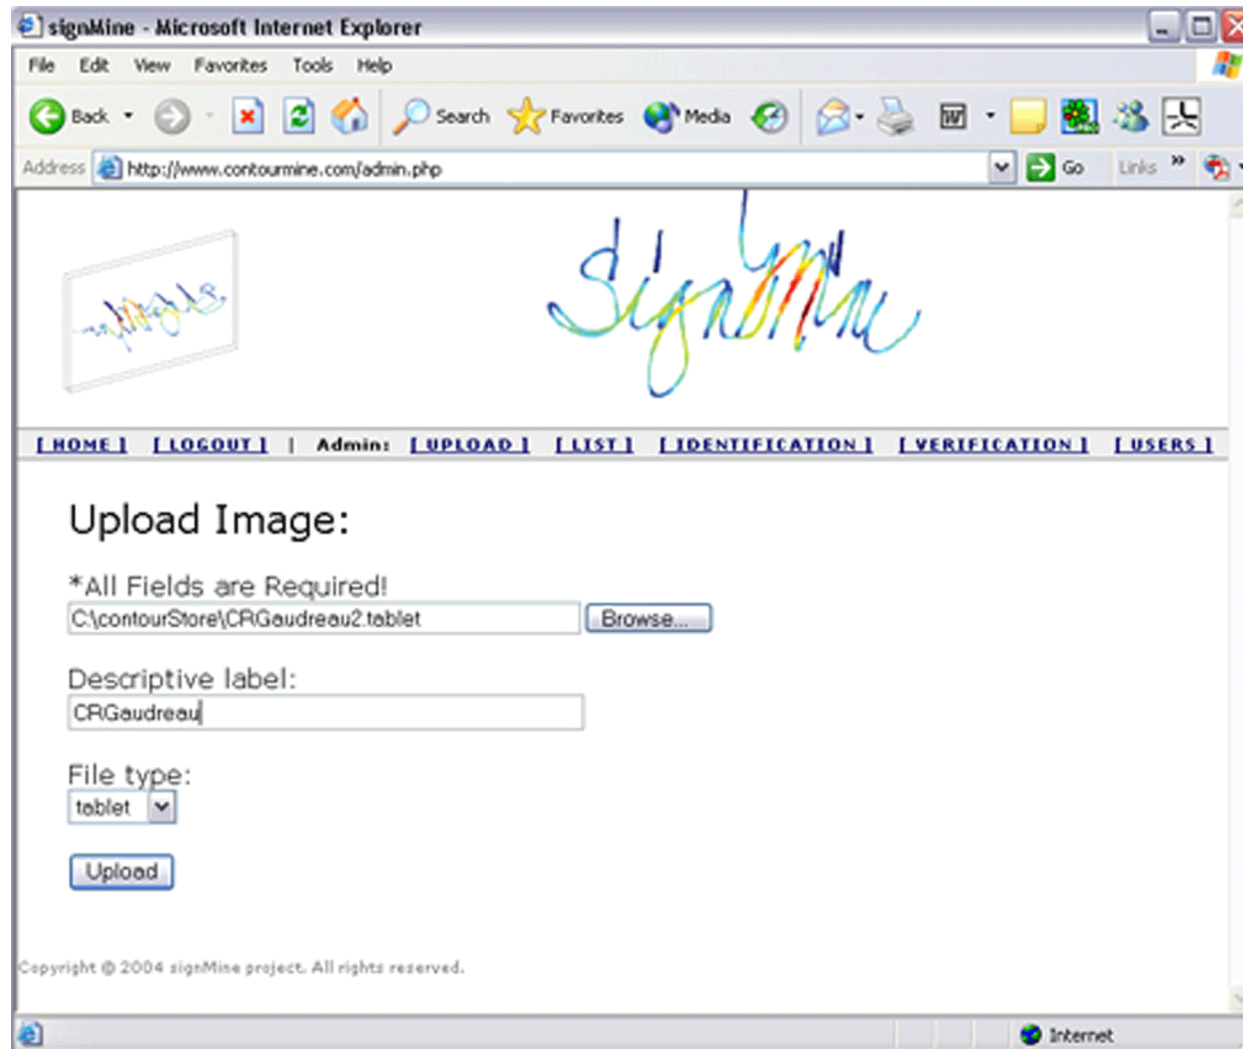 signMine - Microsoft Internet Explorer
File Edit View Favorites Tools Help
Back Search Favorites Media
Address http://www.contourmine.com/admin.php Go Links »
signMine
[ HOME ] [ LOGOUT ] | Admin: [ UPLOAD ] [ LIST ] [ IDENTIFICATION ] [ VERIFICATION ] [ USERS ]
Upload Image:
*All Fields are Required!
C:\contourStore\CRGaudreau2.tablet Browse...
Descriptive label:
CRGaudreau
File type:
tablet
Upload
Copyright © 2004 signMine project. All rights reserved.
Internet